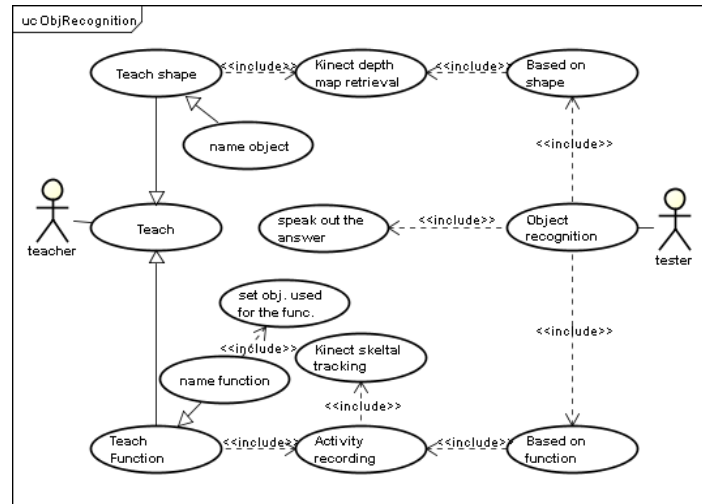 uc ObjRecognition
Teach shape
<<include>>
Kinect depth
map retrieval
<<include>>
Based on
shape
name object
<<include>>
teacher
Teach
speak out the
answer
<<include>>
Object
recognition
tester
set obj. used
for the func.
<<include>>
Kinect skeltal
tracking
<<include>>
name function
<<include>>
Teach
Function
<<include>>
Activity
recording
<<include>>
Based on
function